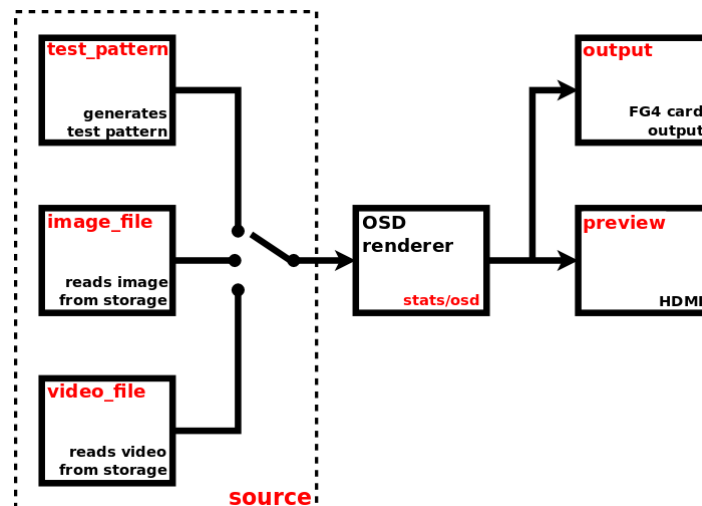 test_pattern
generates
test pattern
image_file
reads image
from storage
video_file
reads video
from storage
source
OSD
renderer
stats/osd
output
FG4 card
output
preview
HDMI